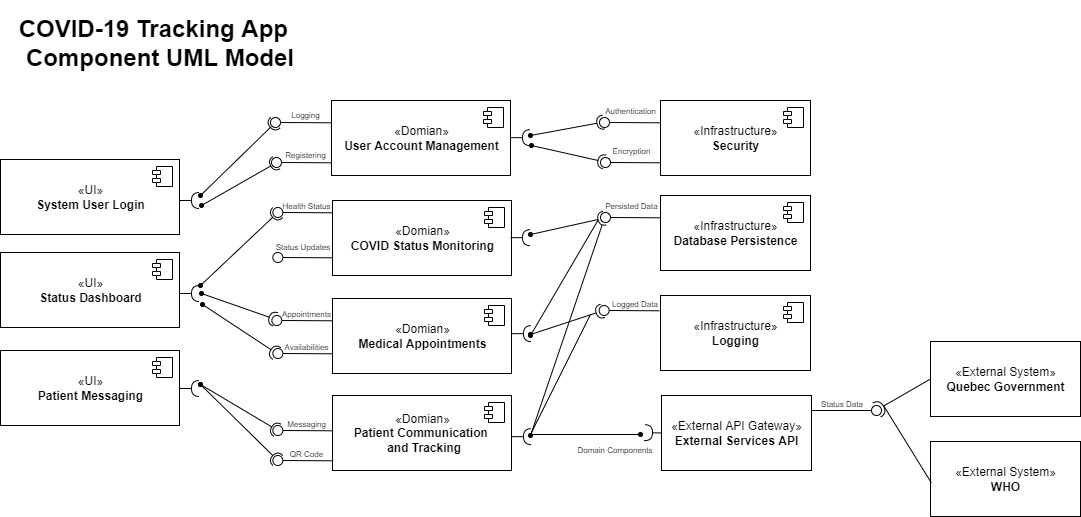 COVID-19 Tracking App
Component UML Model
Logging
Registering
«Domian»
User Account Management
Authentication
Encryption
«Infrastructure»
Security
«UI»
System User Login
Health Status
Status Updates
«Domian»
COVID Status Monitoring
Persisted Data
«Infrastructure»
Database Persistence
«UI»
Status Dashboard
Appointments
Availabilities
«Domian»
Medical Appointments
Logged Data
«Infrastructure»
Logging
«UI»
Patient Messaging
Messaging
QR Code
«Domian»
Patient Communication
and Tracking
Domain Components
«External API Gateway»
External Services API
Status Data
«External System»
Quebec Government
«External System»
WHO